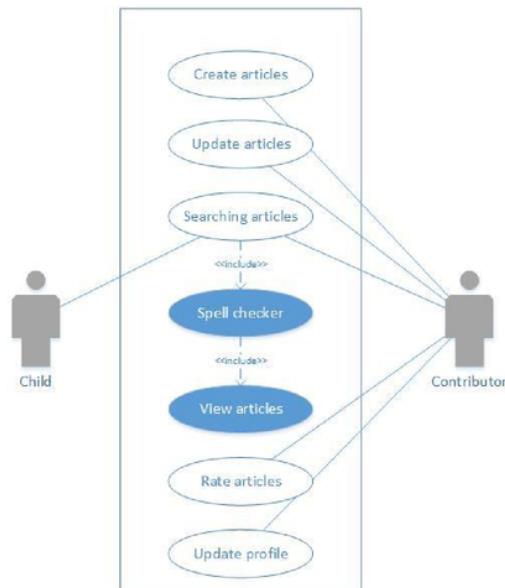 Create articles
Update articles
Searching articles
<<include>>
Spell checker
<<include>>
View articles
Child
Contributor
Rate articles
Update profile